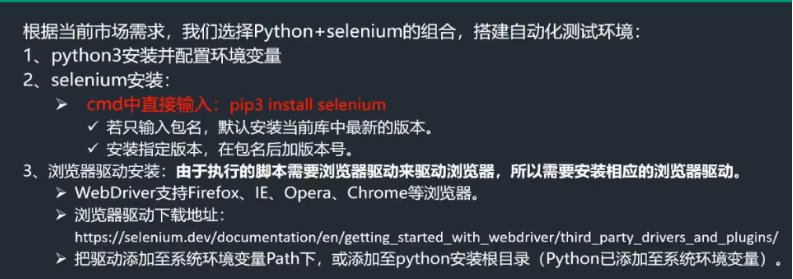 根据当前市场需求，我们选择Python+selenium的组合，搭建自动化测试环境：
1、python3安装并配置环境变量
2、selenium安装：
➢ cmd中直接输入：pip3 install selenium
✓ 若只输入包名，默认安装当前库中最新的版本。
✓ 安装指定版本，在包名后加版本号。
3、浏览器驱动安装：由于执行的脚本需要浏览器驱动来驱动浏览器，所以需要安装相应的浏览器驱动。
➢ WebDriver支持Firefox、IE、Opera、Chrome等浏览器。
➢ 浏览器驱动下载地址：
https://selenium.dev/documentation/en/getting_started_with_webdriver/third_party_drivers_and_plugins/
➢ 把驱动添加至系统环境变量Path下，或添加至python安装根目录（Python已添加至系统环境变量）。